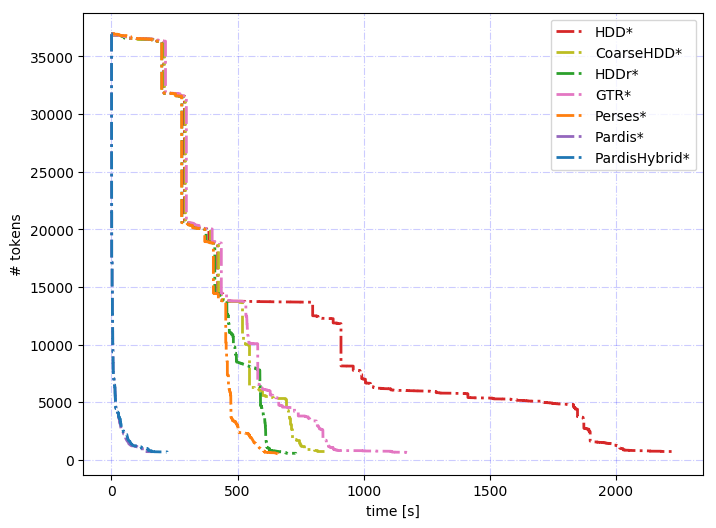 HDD*
CoarseHDD*
HDDr*
GTR*
Perses*
Pardis*
PardisHybrid*
35000
30000
25000
20000
15000
10000
5000
0
# tokens
0 500 1000 1500 2000
time [s]